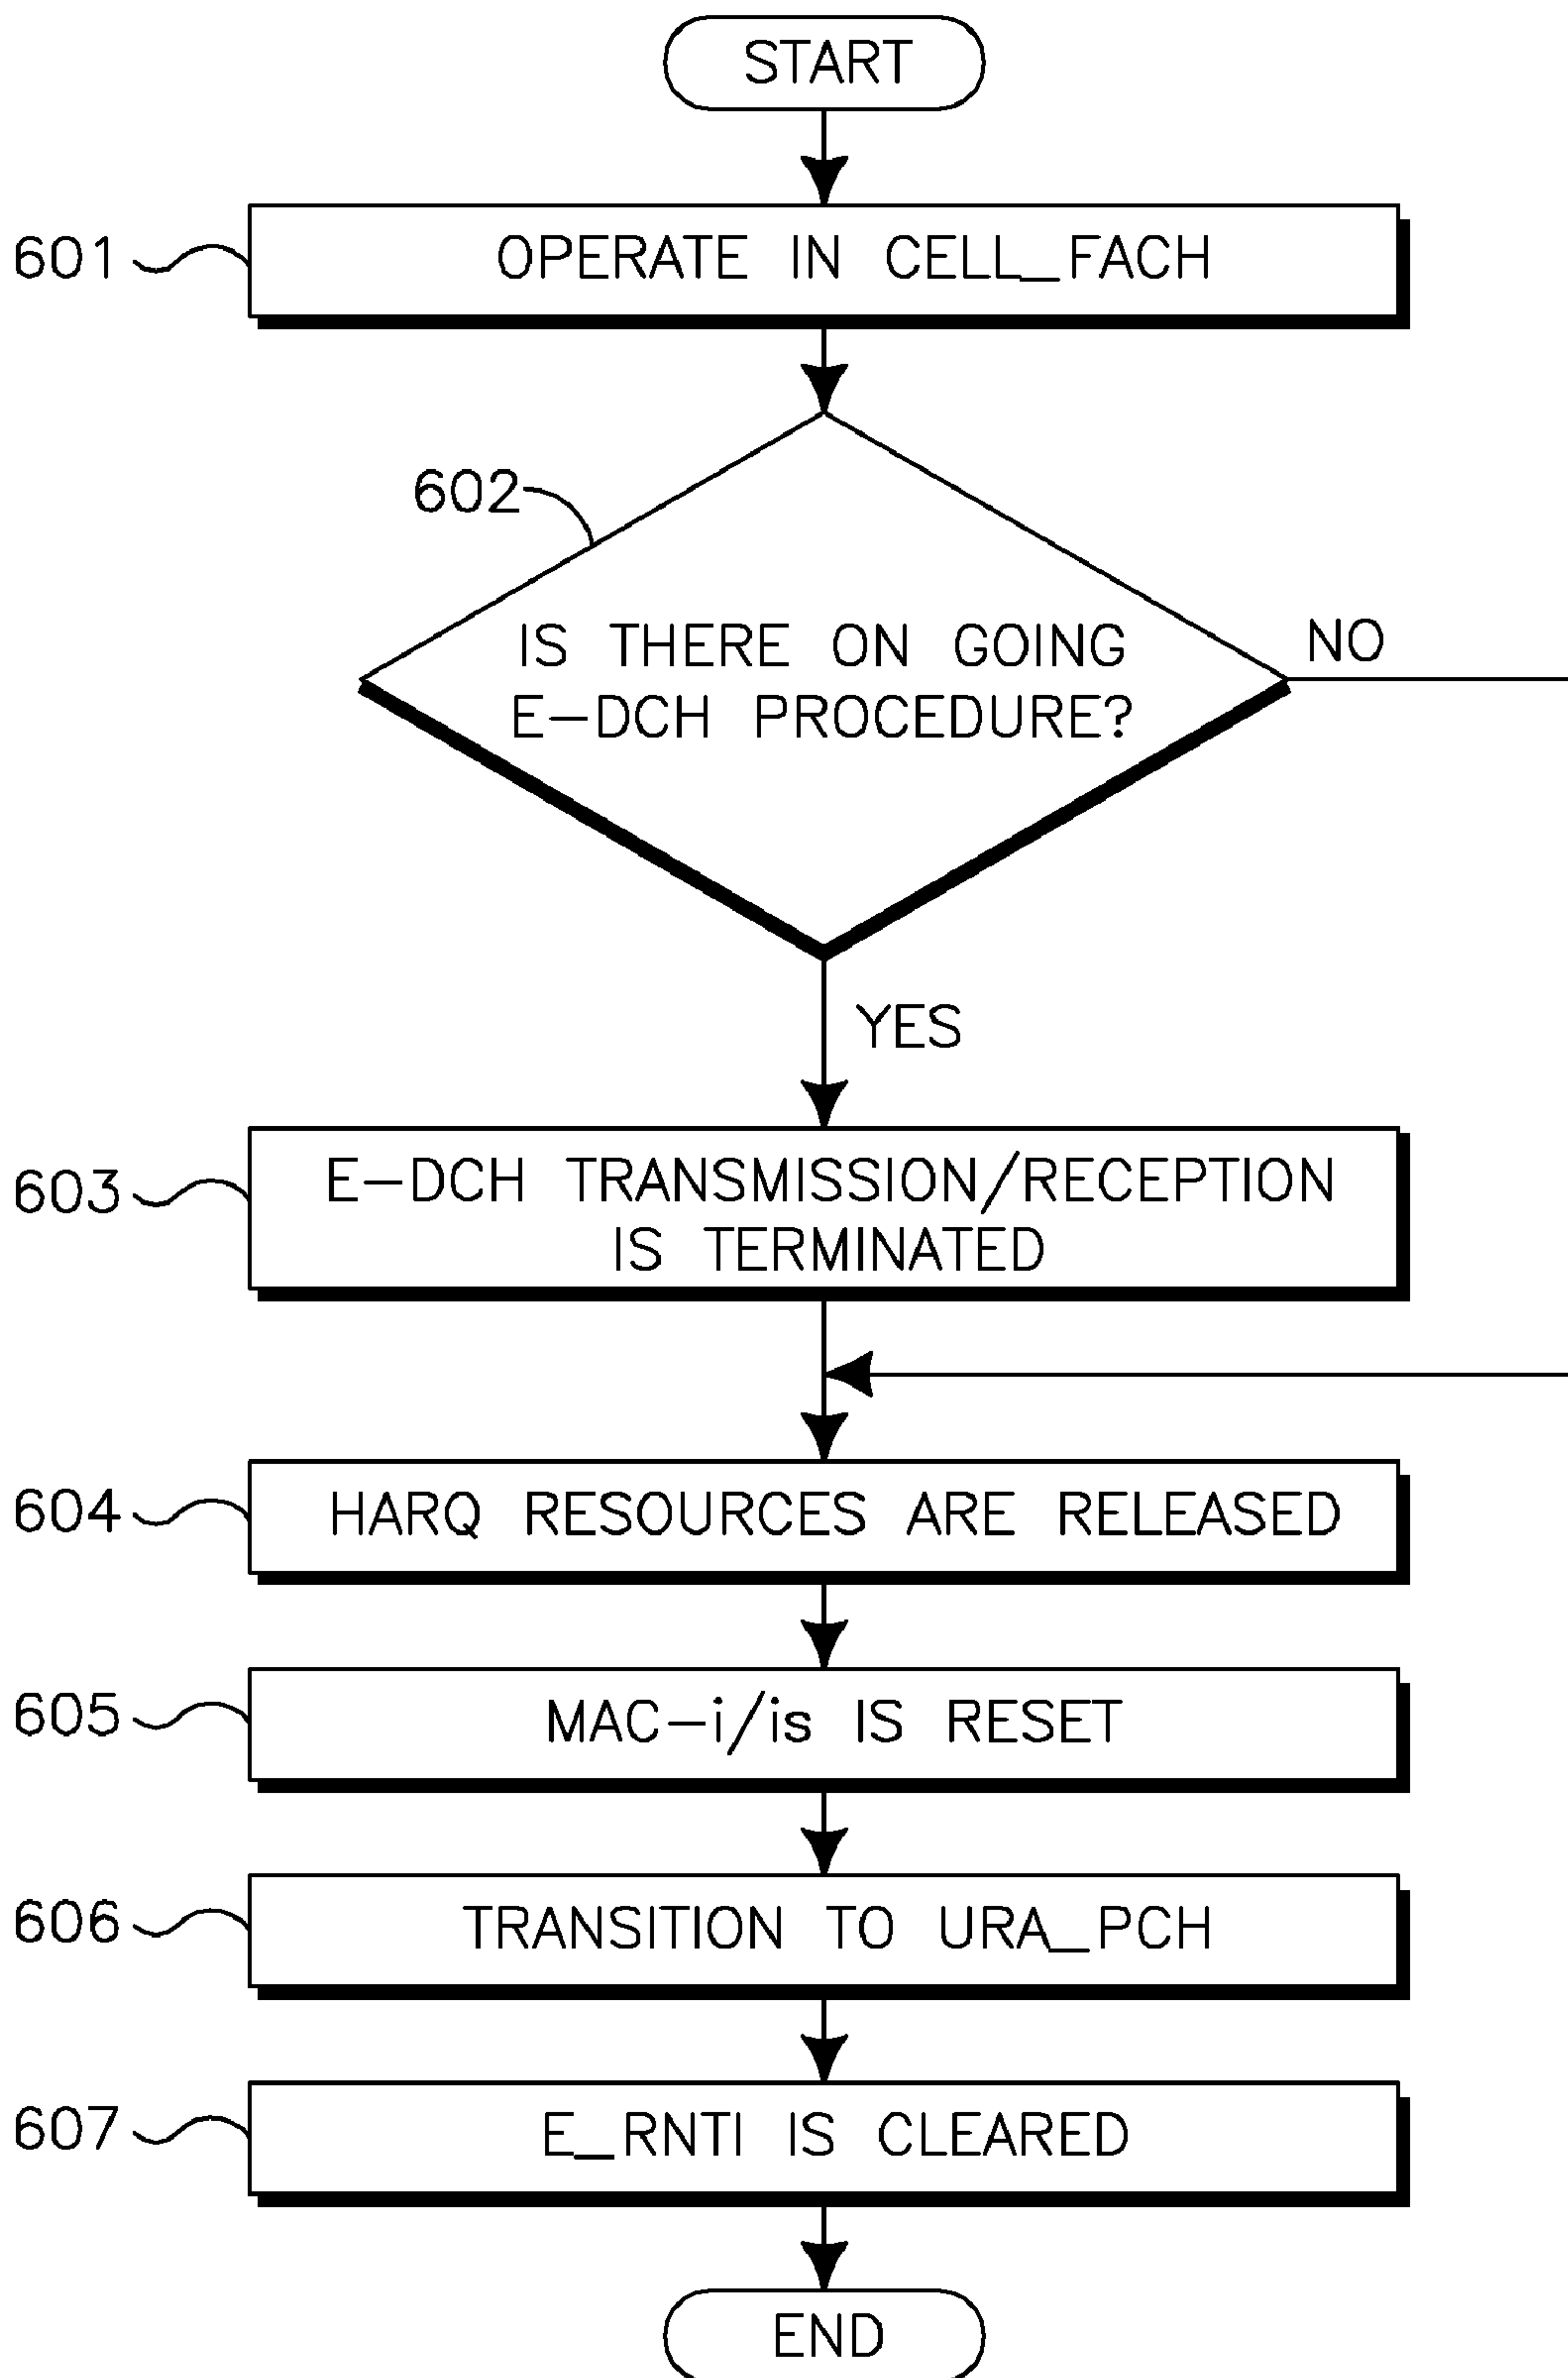 START
601
OPERATE IN CELL_FACH
602
IS THERE ON GOING
E-DCH PROCEDURE?
NO
YES
603
E-DCH TRANSMISSION/RECEPTION
IS TERMINATED
604
HARQ RESOURCES ARE RELEASED
605
MAC-i/is IS RESET
606
TRANSITION TO URA_PCH
607
E_RNTI IS CLEARED
END